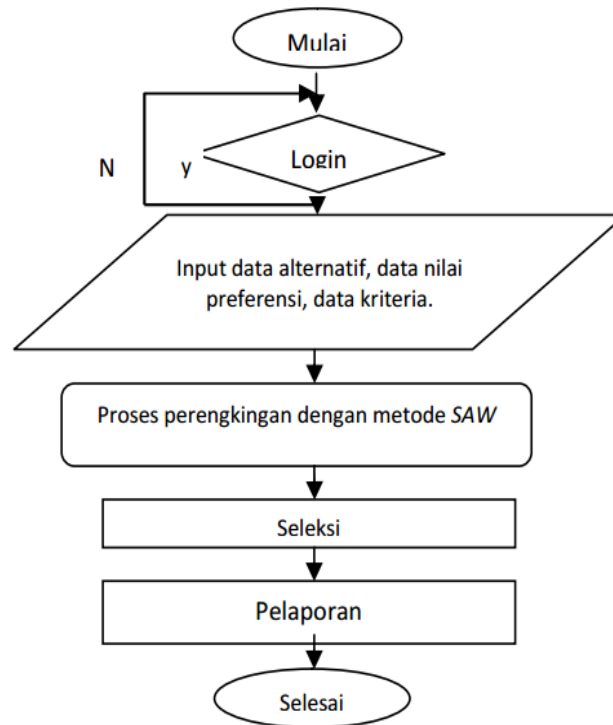 Mulai
Login
N y
Input data alternatif, data nilai
preferensi, data kriteria.
Proses perengkingan dengan metode SAW
Seleksi
Pelaporan
Selesai